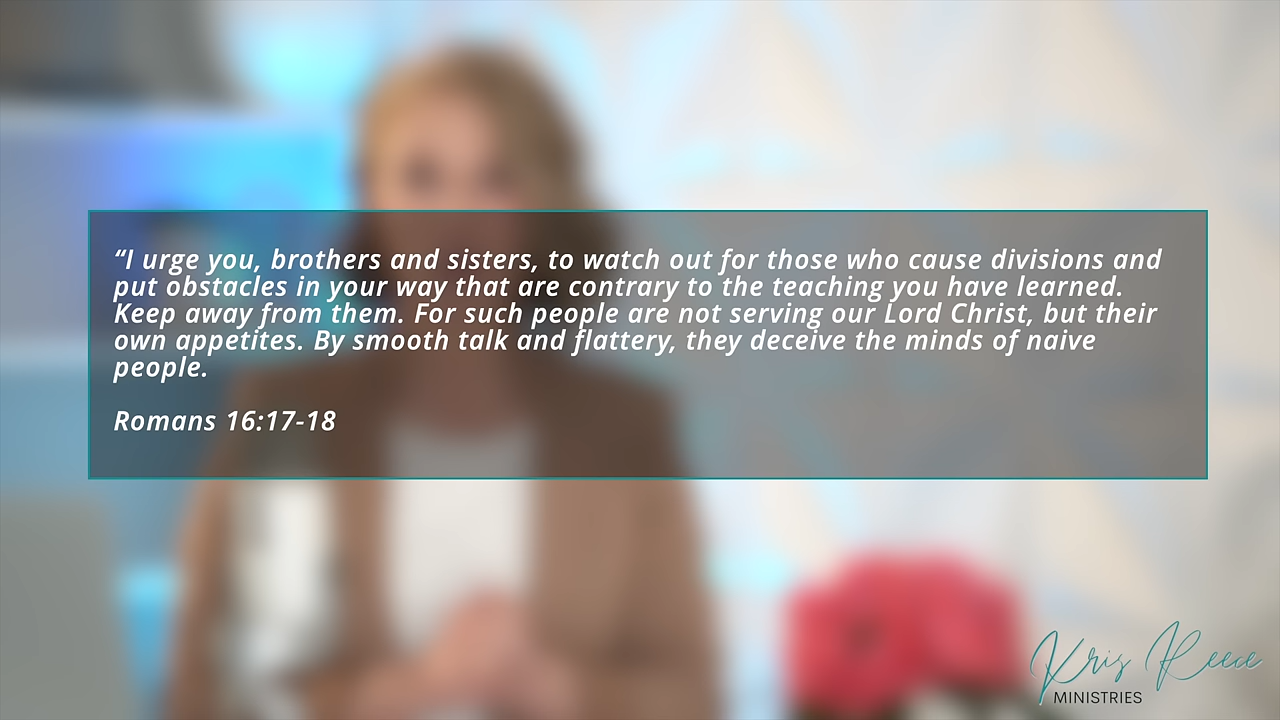 “I urge you, brothers and sisters, to watch out for those who cause divisions and
put obstacles in your way that are contrary to the teaching you have learned.
Keep away from them. For such people are not serving our Lord Christ, but their
own appetites. By smooth talk and flattery, they deceive the minds of naive
people.
Romans 16:17-18
Kris Reece
MINISTRIES